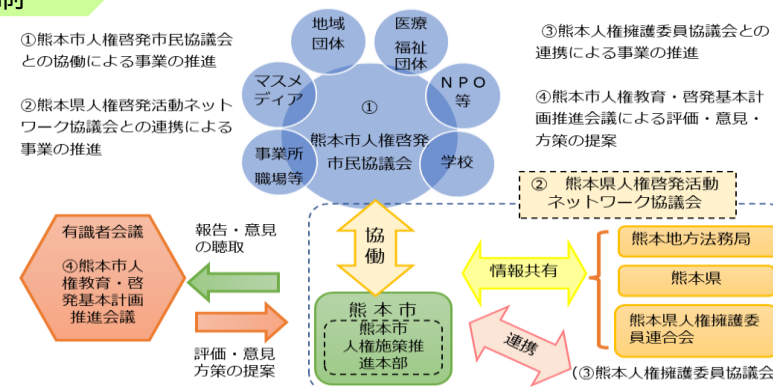 ①熊本市人権啓発市民協議会
との協働による事業の推進
②熊本県人権啓発活動ネット
ワーク協議会との連携による
事業の推進
地域
団体
医療
福祉
団体
マスメ
ディア
NPO
等
事業所
職場等
学校
①
熊本市人権啓発
市民協議会
③熊本人権擁護委員協議会との
連携による事業の推進
④熊本市人権教育・啓発基本計
画推進会議による評価・意見・
方策の提案
② 熊本県人権啓発活動
ネットワーク協議会
有識者会議
④熊本市人
権教育・啓
発基本計画
推進会議
報告・意見
の聴取
評価・意見
方策の提案
協
働
熊本市
熊本市
人権施策推
進本部
情報共有
連携
熊本地方法務局
熊本県
熊本県人権擁護委
員連合会
(③熊本人権擁護委員協議会